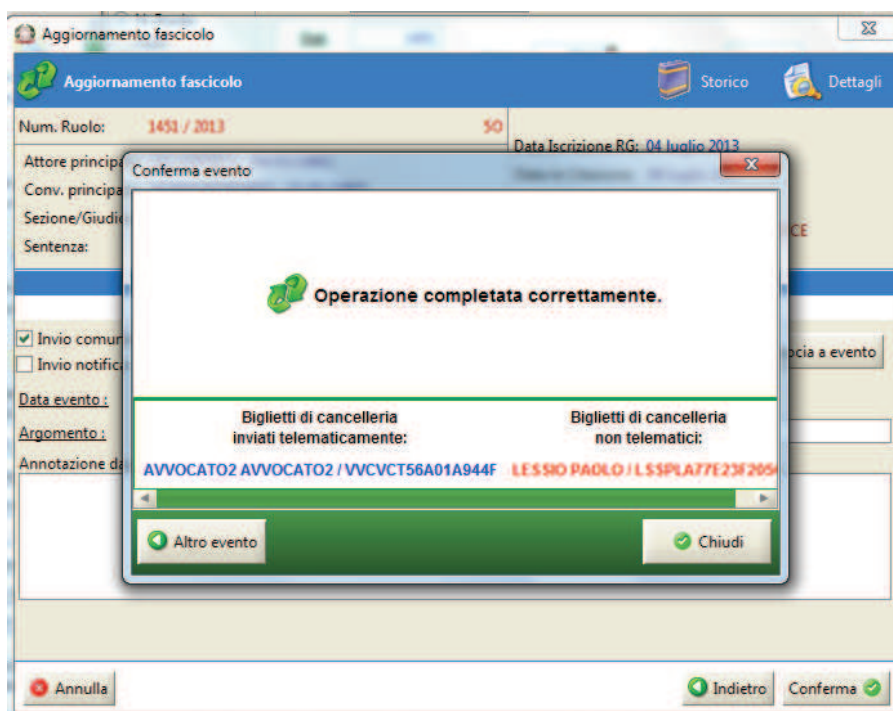 Aggiornamento fascicolo
Aggiornamento fascicolo
Storico
Dettagli
Num. Ruolo: 1451 / 2013 SO
Data Iscrizione RG: 04 luglio 2013
Attore principa
Conv. principa
Sezione/Giudi
CE
Sentenza:
Conferma evento
Operazione completata correttamente.
Invio comur
Invio notific
ocia a evento
Data evento :
Argomento :
Annotazione da
Biglietti di cancelleria
inviati telematicamente:
AVVOCATO2 AVVOCATO2 / VVCVCT56A01A944F
Biglietti di cancelleria
non telematici:
LESSIO PAOLO /
Altro evento
Chiudi
Annulla
Indietro
Conferma